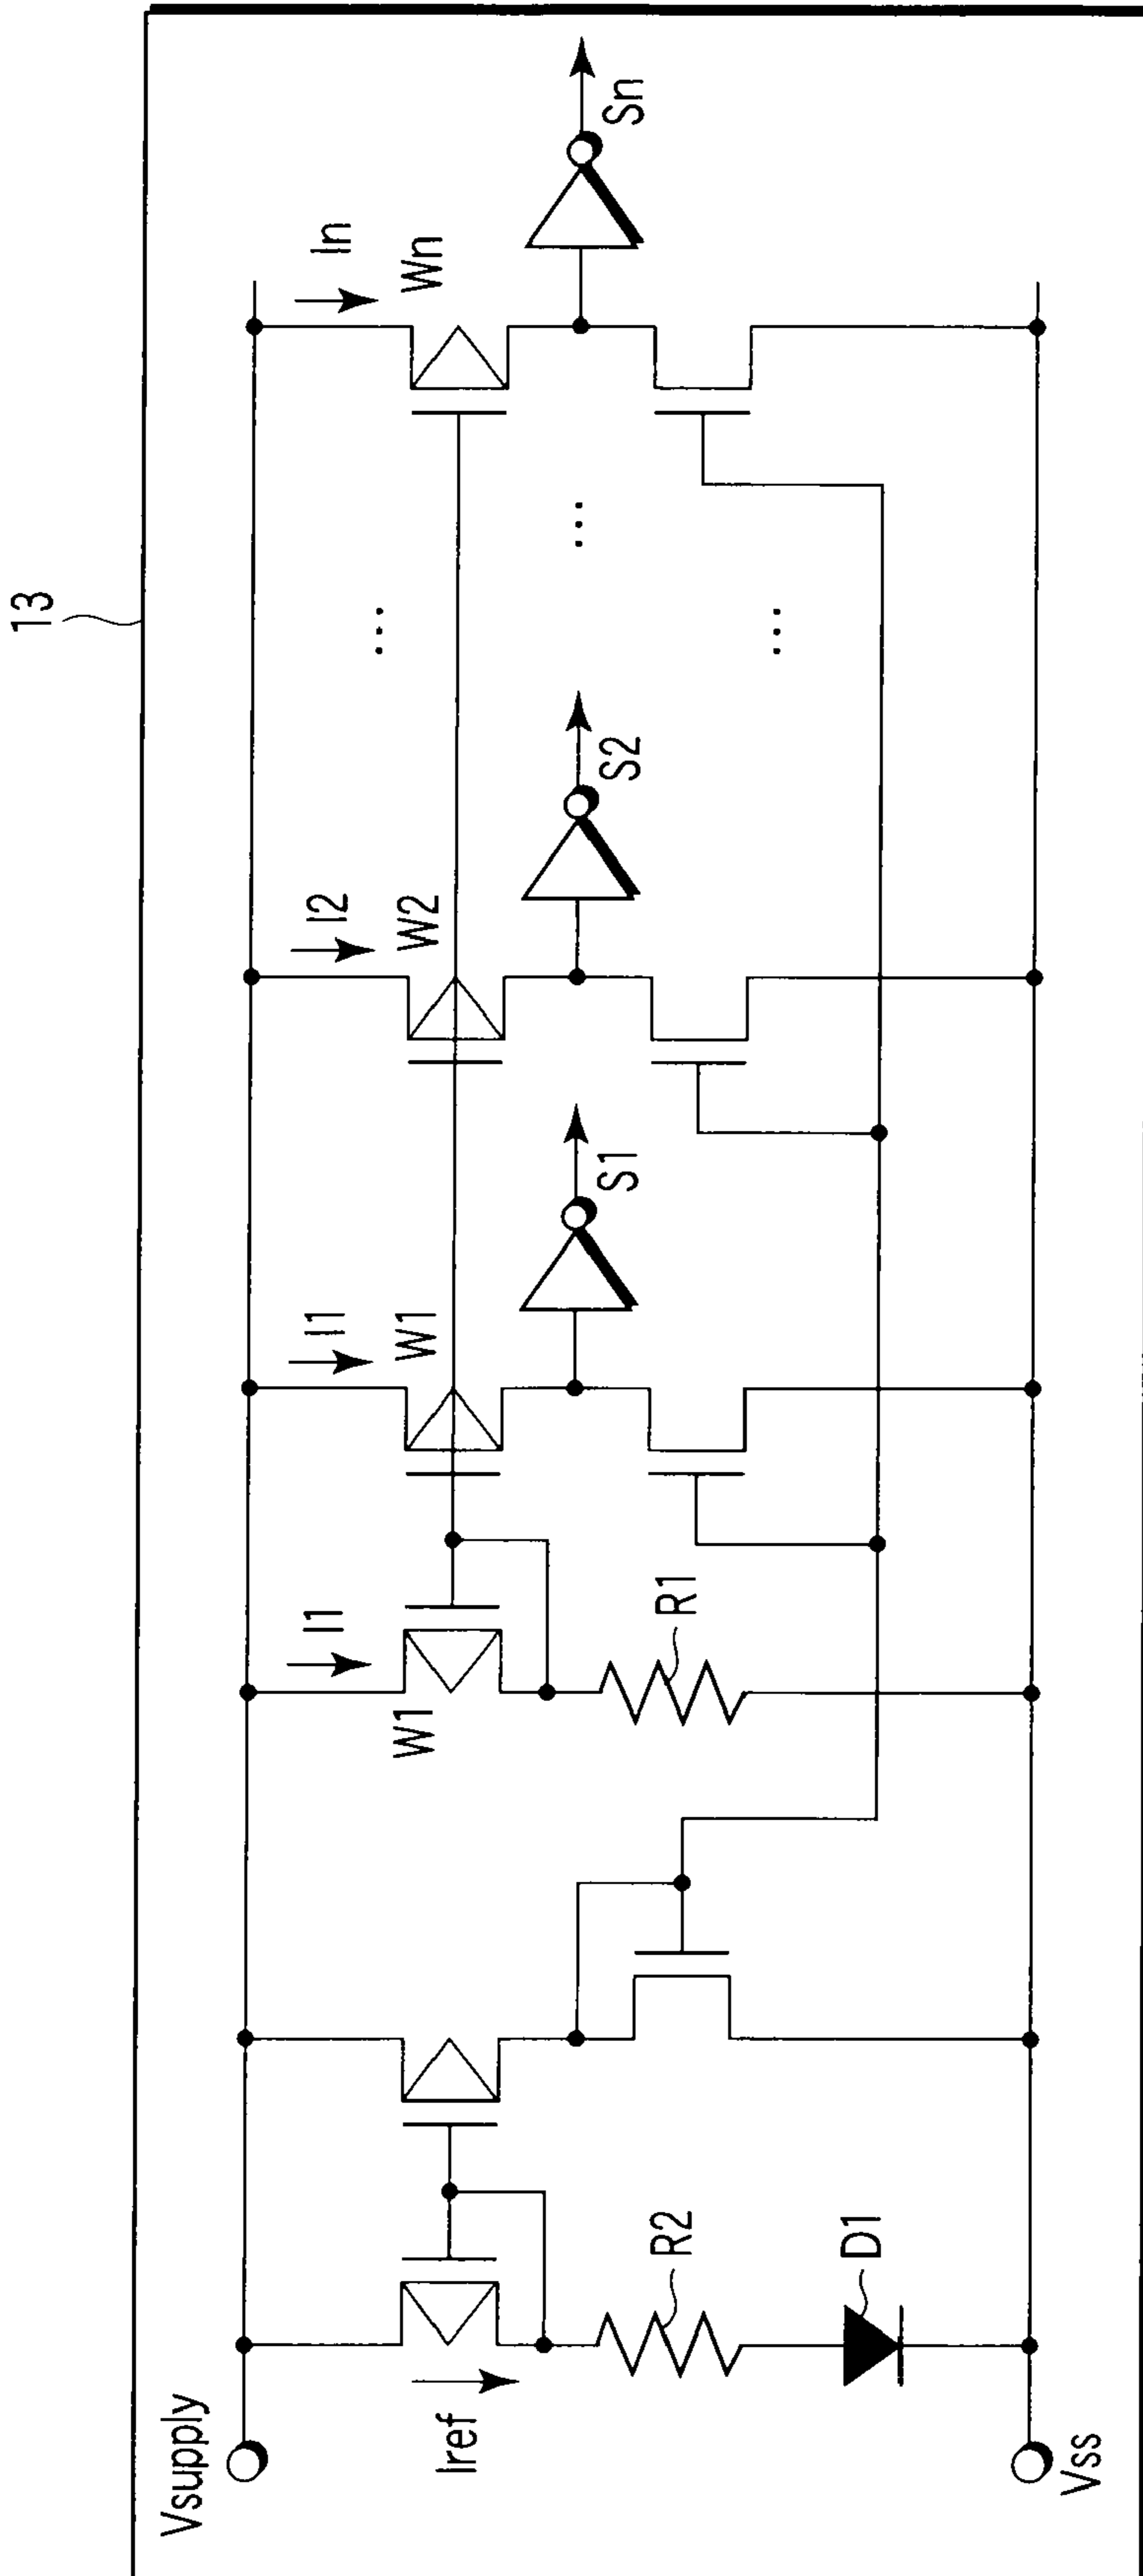 13
Vsupply
Vss
Iref
R2
D1
I1
W1
R1
I1
W1
S1
I2
W2
S2
...
...
...
In
Wn
Sn